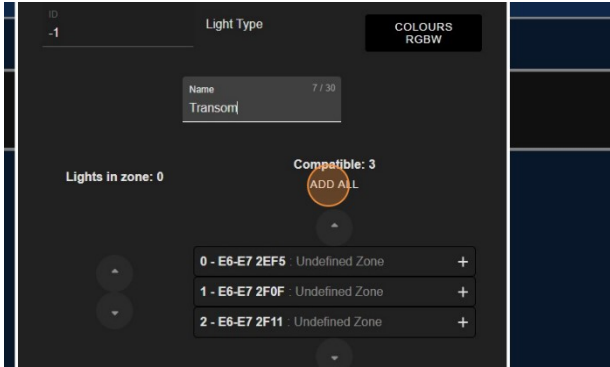 ID
-1
Light Type
COLOURS
RGBW
Name
7 / 30
Transom
Lights in zone: 0
Compatible: 3
ADD ALL
0 - E6-E7 2EF5 : Undefined Zone +
1 - E6-E7 2F0F : Undefined Zone +
2 - E6-E7 2F11 : Undefined Zone +